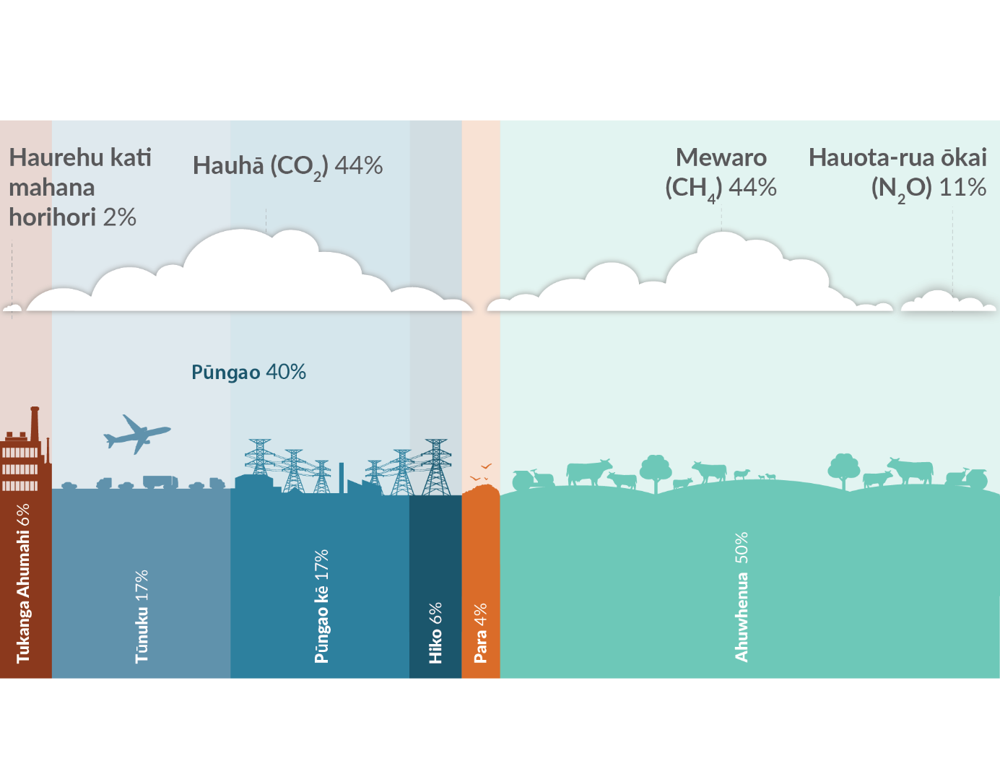 Haurehu kati
mahana
horihori 2%
Hauhā (CO₂) 44%
Mewaro
(CH₄) 44%
Hauota-rua ōkai
(N₂O) 11%
Pūngao 40%
Tukanga Ahumahi 6%
Tūnuku 17%
Pūngao kē 17%
Hiko 6%
Para 4%
Ahuwhenua 50%